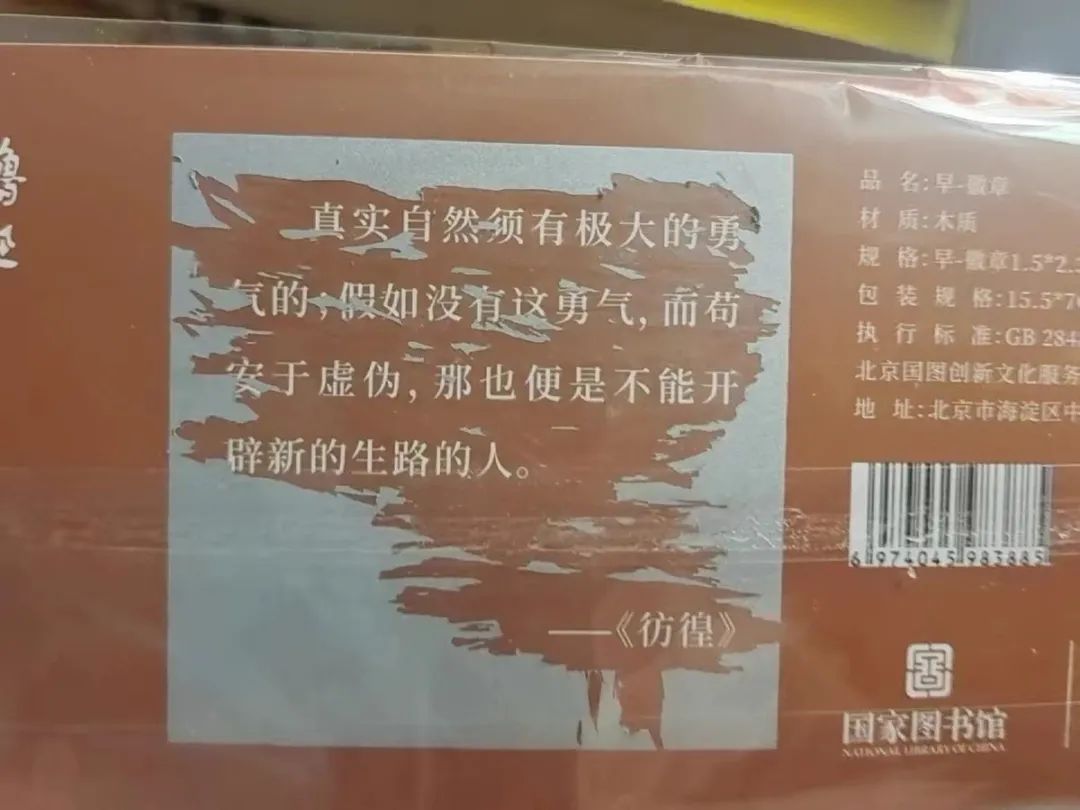 真实自然须有极大的勇
气的;假如没有这勇气,而苟
安于虚伪,那也便是不能开
辟新的生路的人。
——《彷徨》
品 名:早-徽章
材 质:木质
规 格:早-徽章1.5*2.
包 装 规 格:15.5*7
执 行 标 准:GB 284
北京国图创新文化服务
地 址:北京市海淀区中
6 974045 983885
国家图书馆
NATIONAL LIBRARY OF CHINA